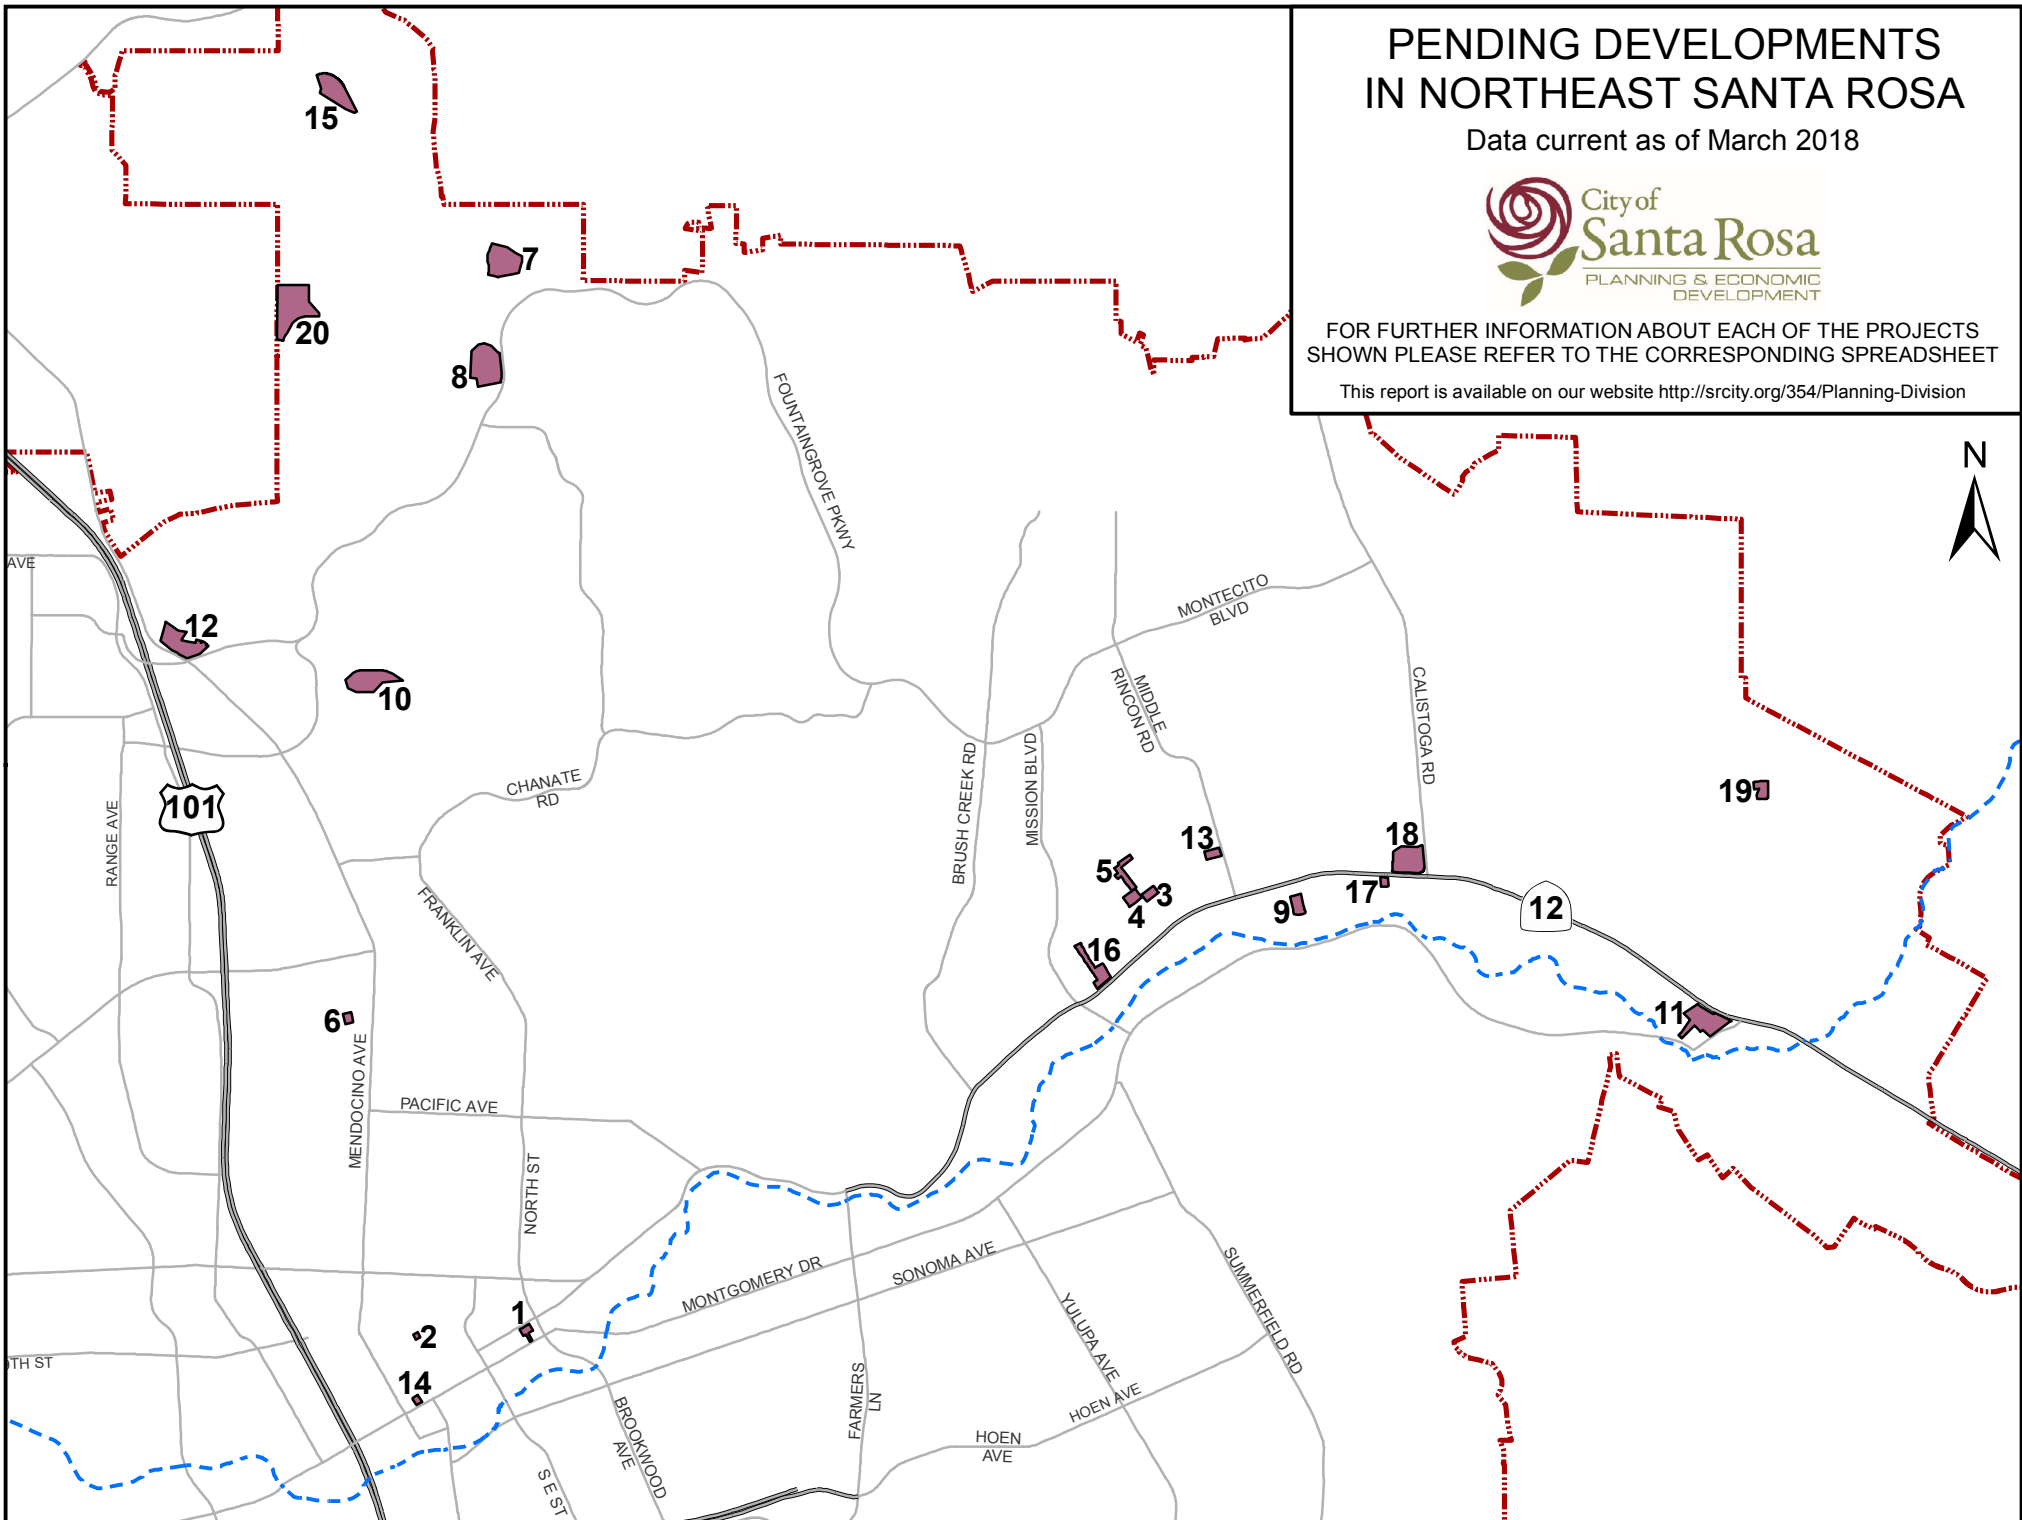 PENDING DEVELOPMENTS
IN NORTHEAST SANTA ROSA
Data current as of March 2018
City of
Santa Rosa
PLANNING & ECONOMIC
DEVELOPMENT
FOR FURTHER INFORMATION ABOUT EACH OF THE PROJECTS
SHOWN PLEASE REFER TO THE CORRESPONDING SPREADSHEET
This report is available on our website http://srcity.org/354/Planning-Division
N
15
7
20
8
FOUNTAINGROVE PKWY
AVE
12
10
MONTECITO
BLVD
MIDDLE
RINCON RD
CALISTOGA RD
CHANATE
RD
101
RANGE AVE
BRUSH CREEK RD
MISSION BLVD
19
13
18
5
3
4
17
9
12
FRANKLIN AVE
16
11
6
MENDOCINO AVE
PACIFIC AVE
NORTH ST
MONTGOMERY DR
SONOMA AVE
SUMMERFIELD RD
YULUPA AVE
1
2
TH ST
14
FARMERS
LN
HOEN AVE
HOEN
AVE
BROOKWOOD
AVE
S E ST